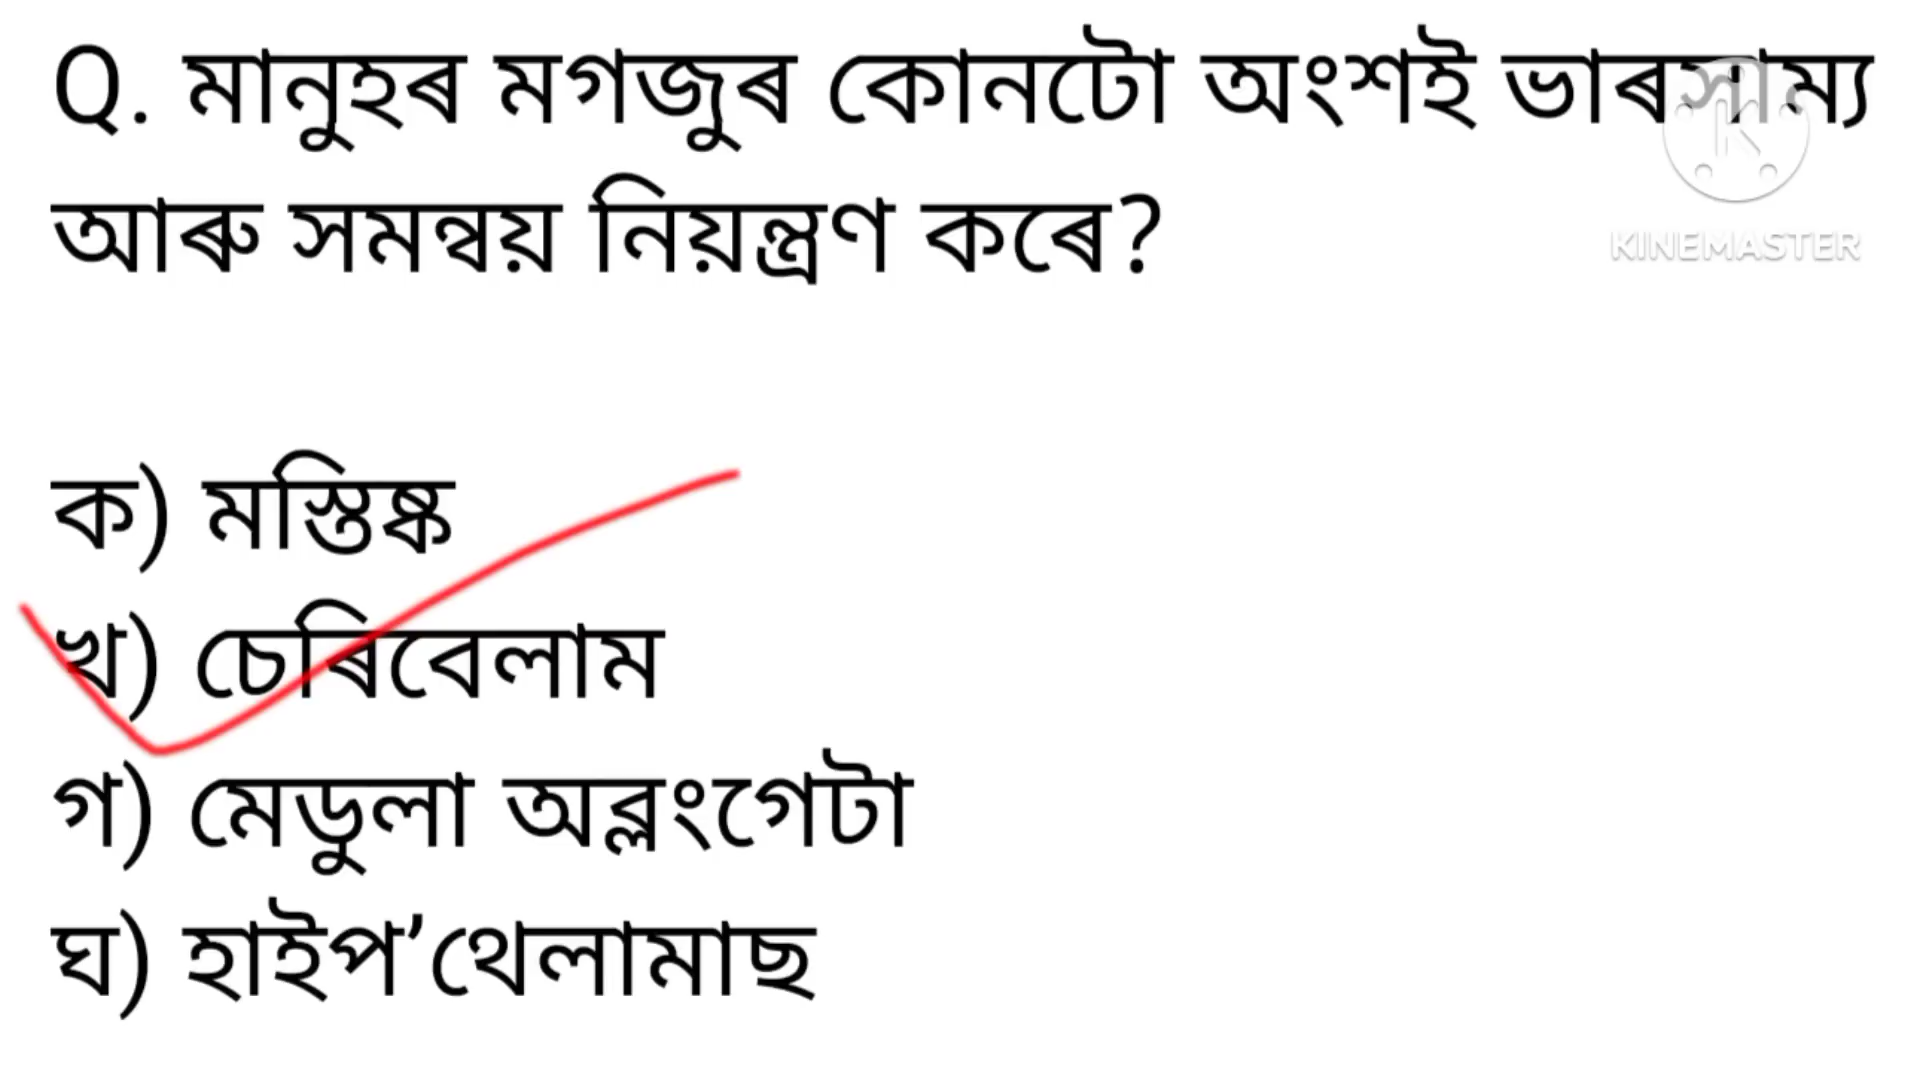 Q. মানুহৰ মগজুৰ কোনটো অংশই ভাৰসাম্য
আৰু সমন্বয় নিয়ন্ত্ৰণ কৰে?
KINEMASTER
ক) মস্তিষ্ক
খ) চেৰিবেলাম
গ) মেডুলা অব্লংগেটা
ঘ) হাইপ’থেলামাছ